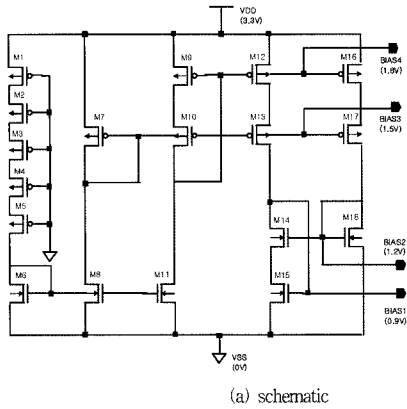 VDD
(3.3V)
M1
M9
M12
M16
BIAS4
(1.8V)
M2
M3
M7
M10
M13
M17
BIAS3
(1.5V)
M4
M5
M14
M18
BIAS2
(1.2V)
M6
M8
M11
M15
BIAS1
(0.9V)
VSS
(0V)
(a) schematic